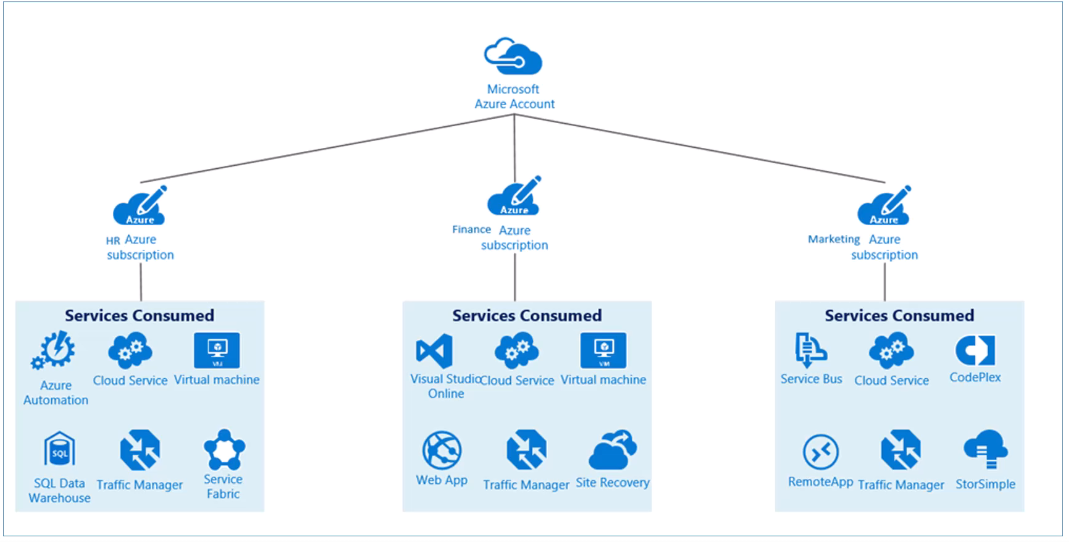 Microsoft
Azure Account
Azure
HR Azure
subscription
Azure
Finance Azure
subscription
Azure
Marketing Azure
subscription
Services Consumed
Azure
Automation
Cloud Service
VM
Virtual machine
SQL
SQL Data
Warehouse
Traffic Manager
Service
Fabric
Services Consumed
Visual Studio
Online
Cloud Service
VM
Virtual machine
Web App
Traffic Manager
Site Recovery
Services Consumed
Service Bus
Cloud Service
CodePlex
RemoteApp
Traffic Manager
StorSimple